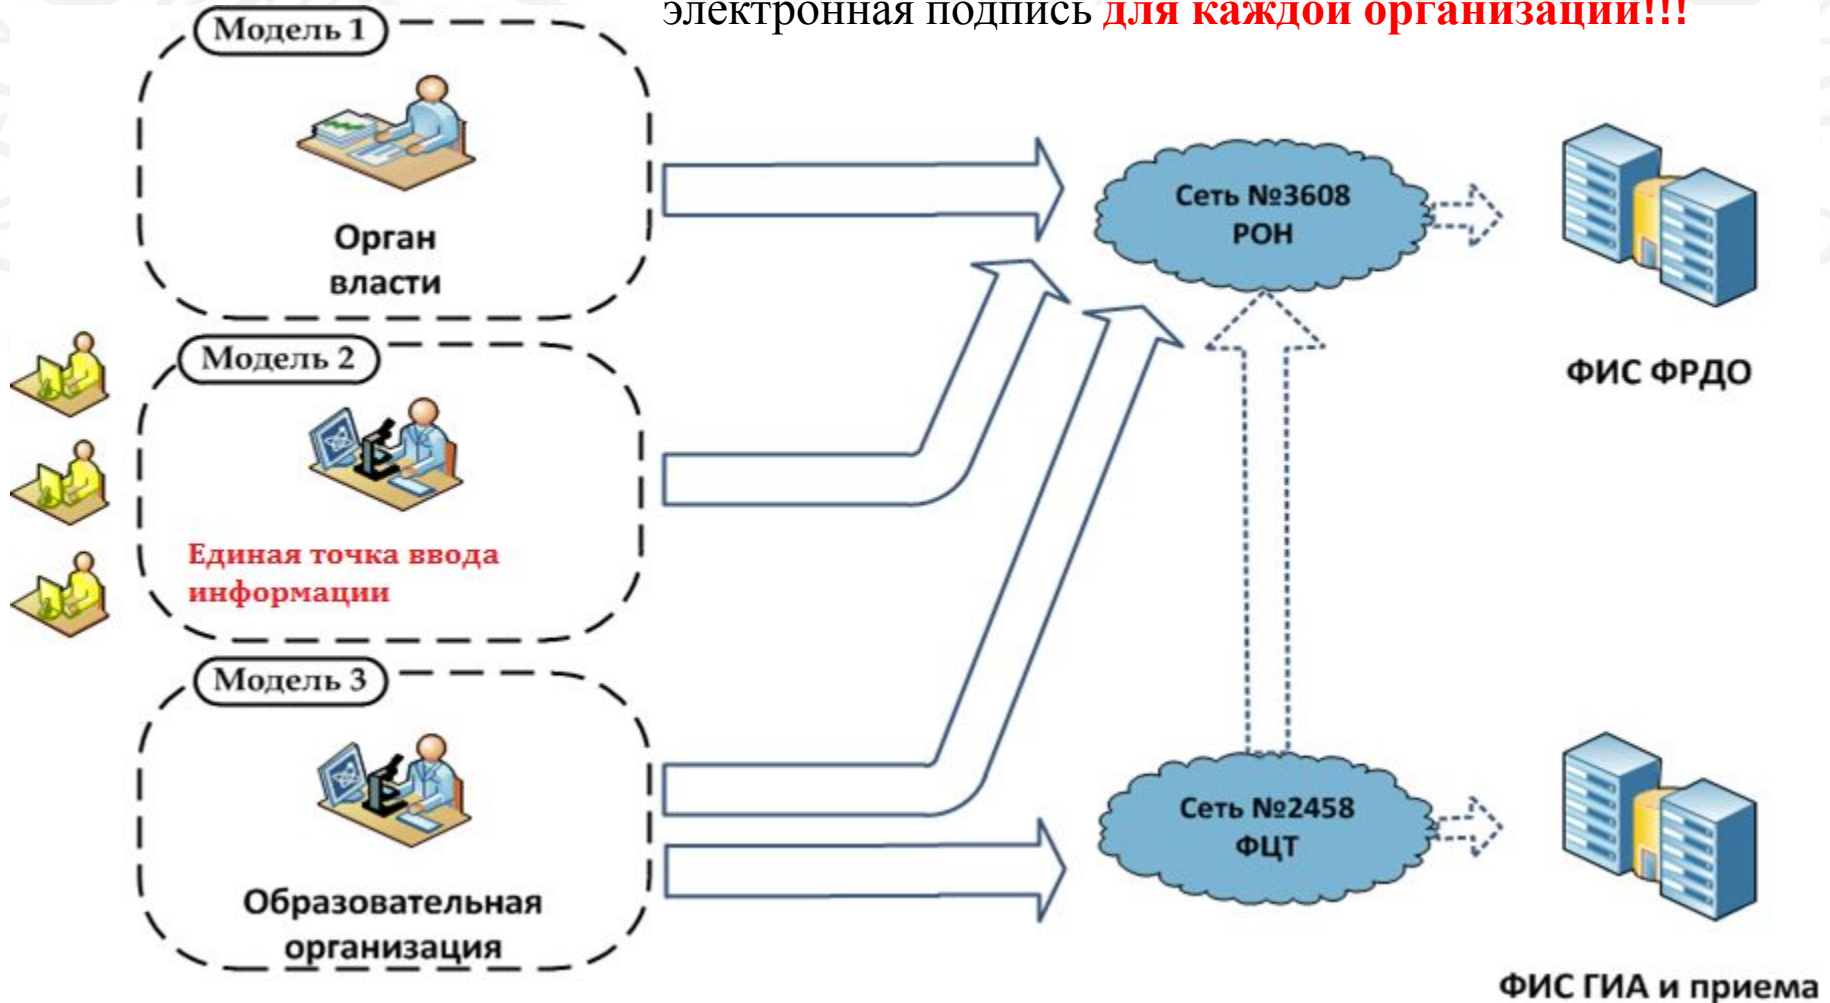 электронная подпись для каждой организации!!!
Модель 1
Орган
власти
Сеть №3608
РОН
ФИС ФРДО
Модель 2
Единая точка ввода
информации
Модель 3
Образовательная
организация
Сеть №2458
ФЦТ
ФИС ГИА и приема